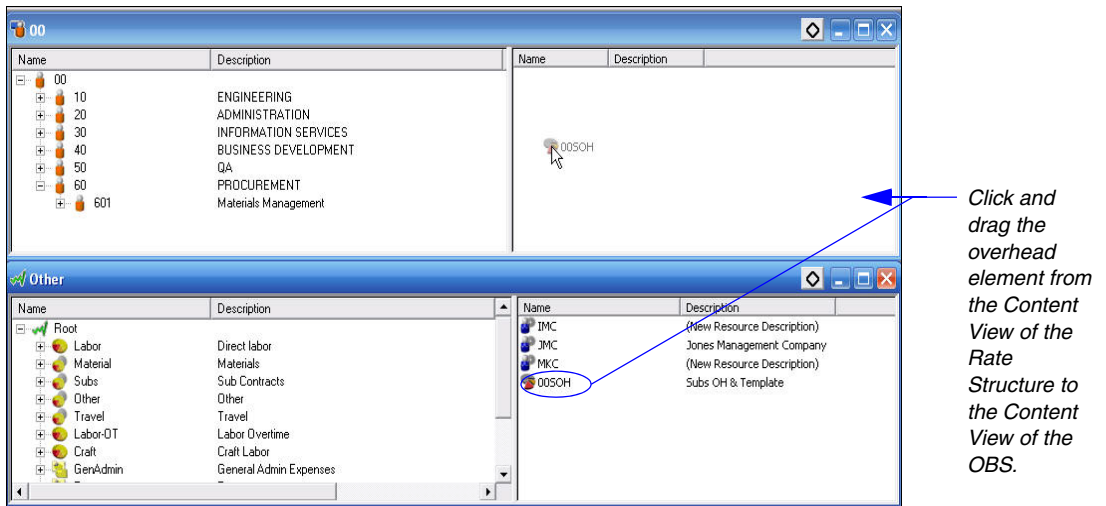 00
Name Description
00
10 ENGINEERING
20 ADMINISTRATION
30 INFORMATION SERVICES
40 BUSINESS DEVELOPMENT
50 QA
60 PROCUREMENT
601 Materials Management
Name Description
00SOH
Click and
drag the
overhead
element from
the Content
View of the
Rate
Structure to
the Content
View of the
OBS.
Other
Name Description
Root
Labor Direct labor
Material Materials
Subs Sub Contracts
Other Other
Travel Travel
Labor-OT Labor Overtime
Craft Craft Labor
GenAdmin General Admin Expenses
Name Description
IMC (New Resource Description)
JMC Jones Management Company
MKC (New Resource Description)
00SOH Subs OH & Template